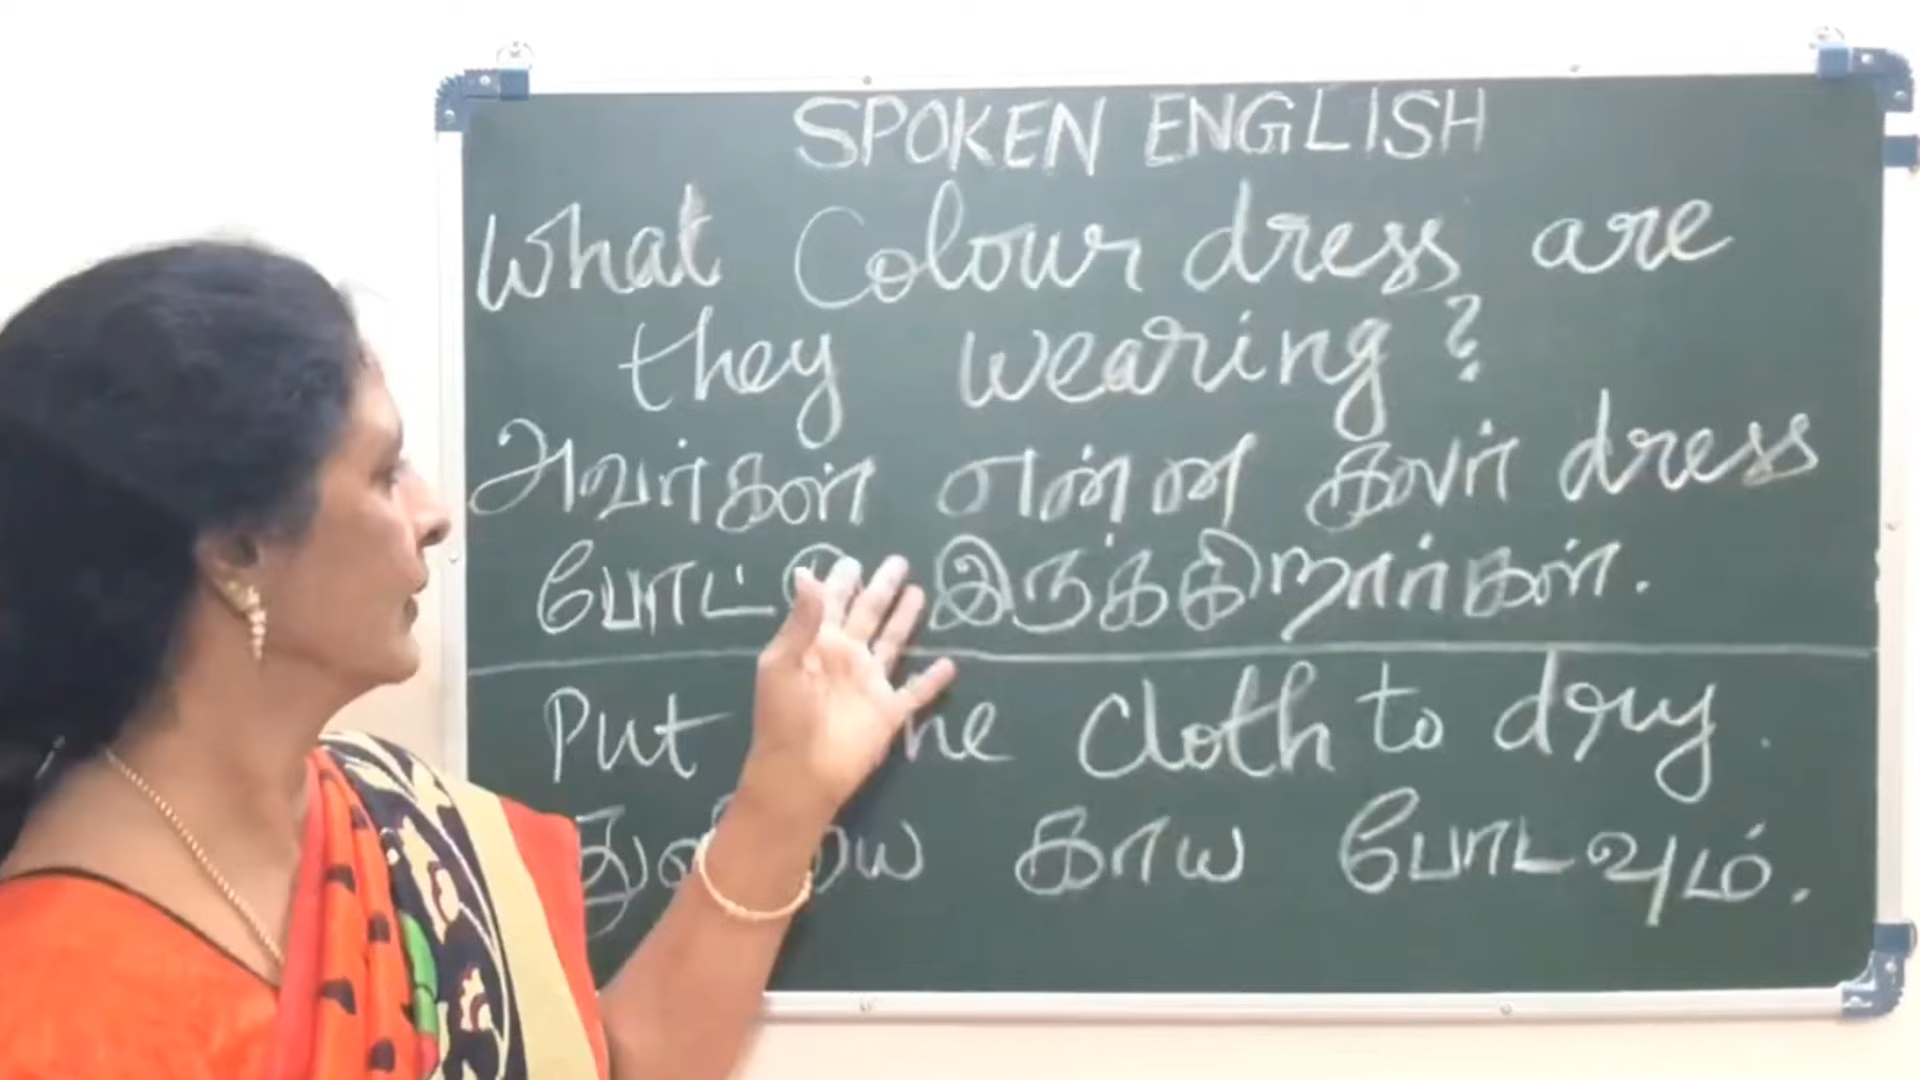 SPOKEN ENGLISH
What Colour dress are
they wearing?
அவர்கள் என்ன கலர் dress
இருக்கிறார்கள்.
Put cloth to dry.
காய போடவும்.